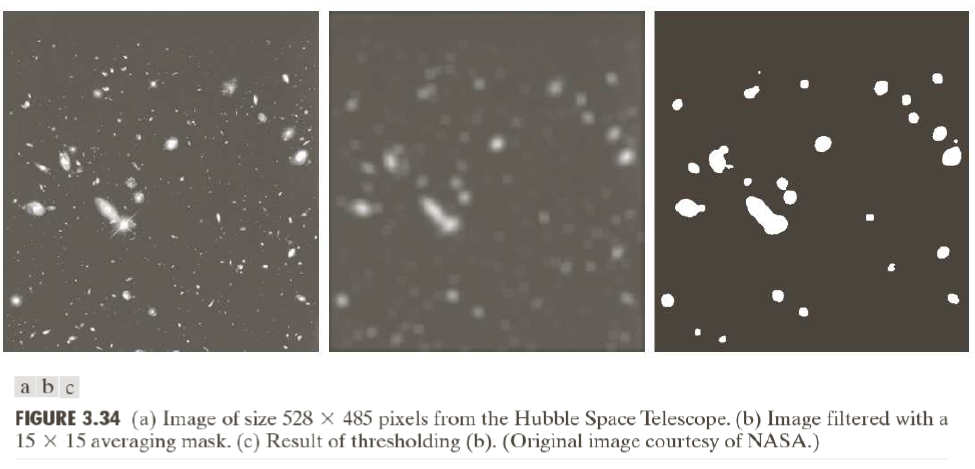 a b c
FIGURE 3.34 (a) Image of size 528 × 485 pixels from the Hubble Space Telescope. (b) Image filtered with a
15 × 15 averaging mask. (c) Result of thresholding (b). (Original image courtesy of NASA.)